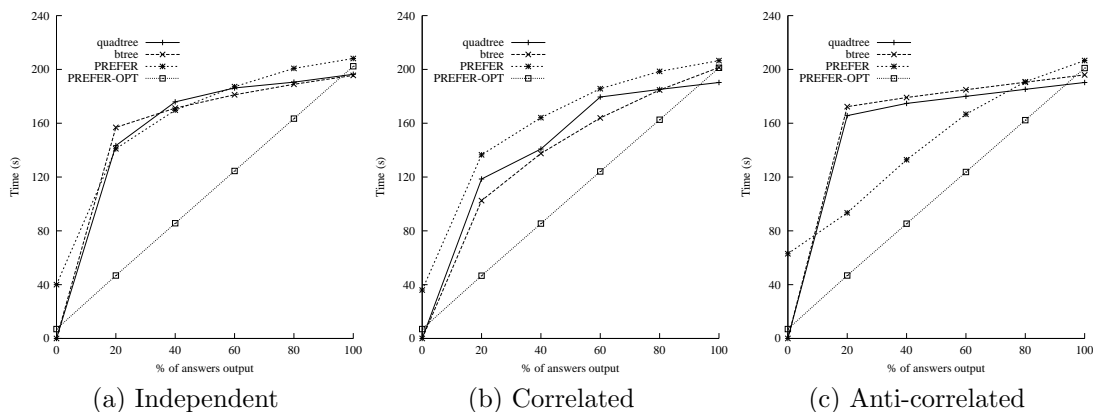 240
200
160
120
80
40
0
Time (s)
quadtree
btree
PREFER
PREFER-OPT
0 20 40 60 80 100
% of answers output
(a) Independent
240
200
160
120
80
40
0
Time (s)
quadtree
btree
PREFER
PREFER-OPT
0 20 40 60 80 100
% of answers output
(b) Correlated
240
200
160
120
80
40
0
Time (s)
quadtree
btree
PREFER
PREFER-OPT
0 20 40 60 80 100
% of answers output
(c) Anti-correlated